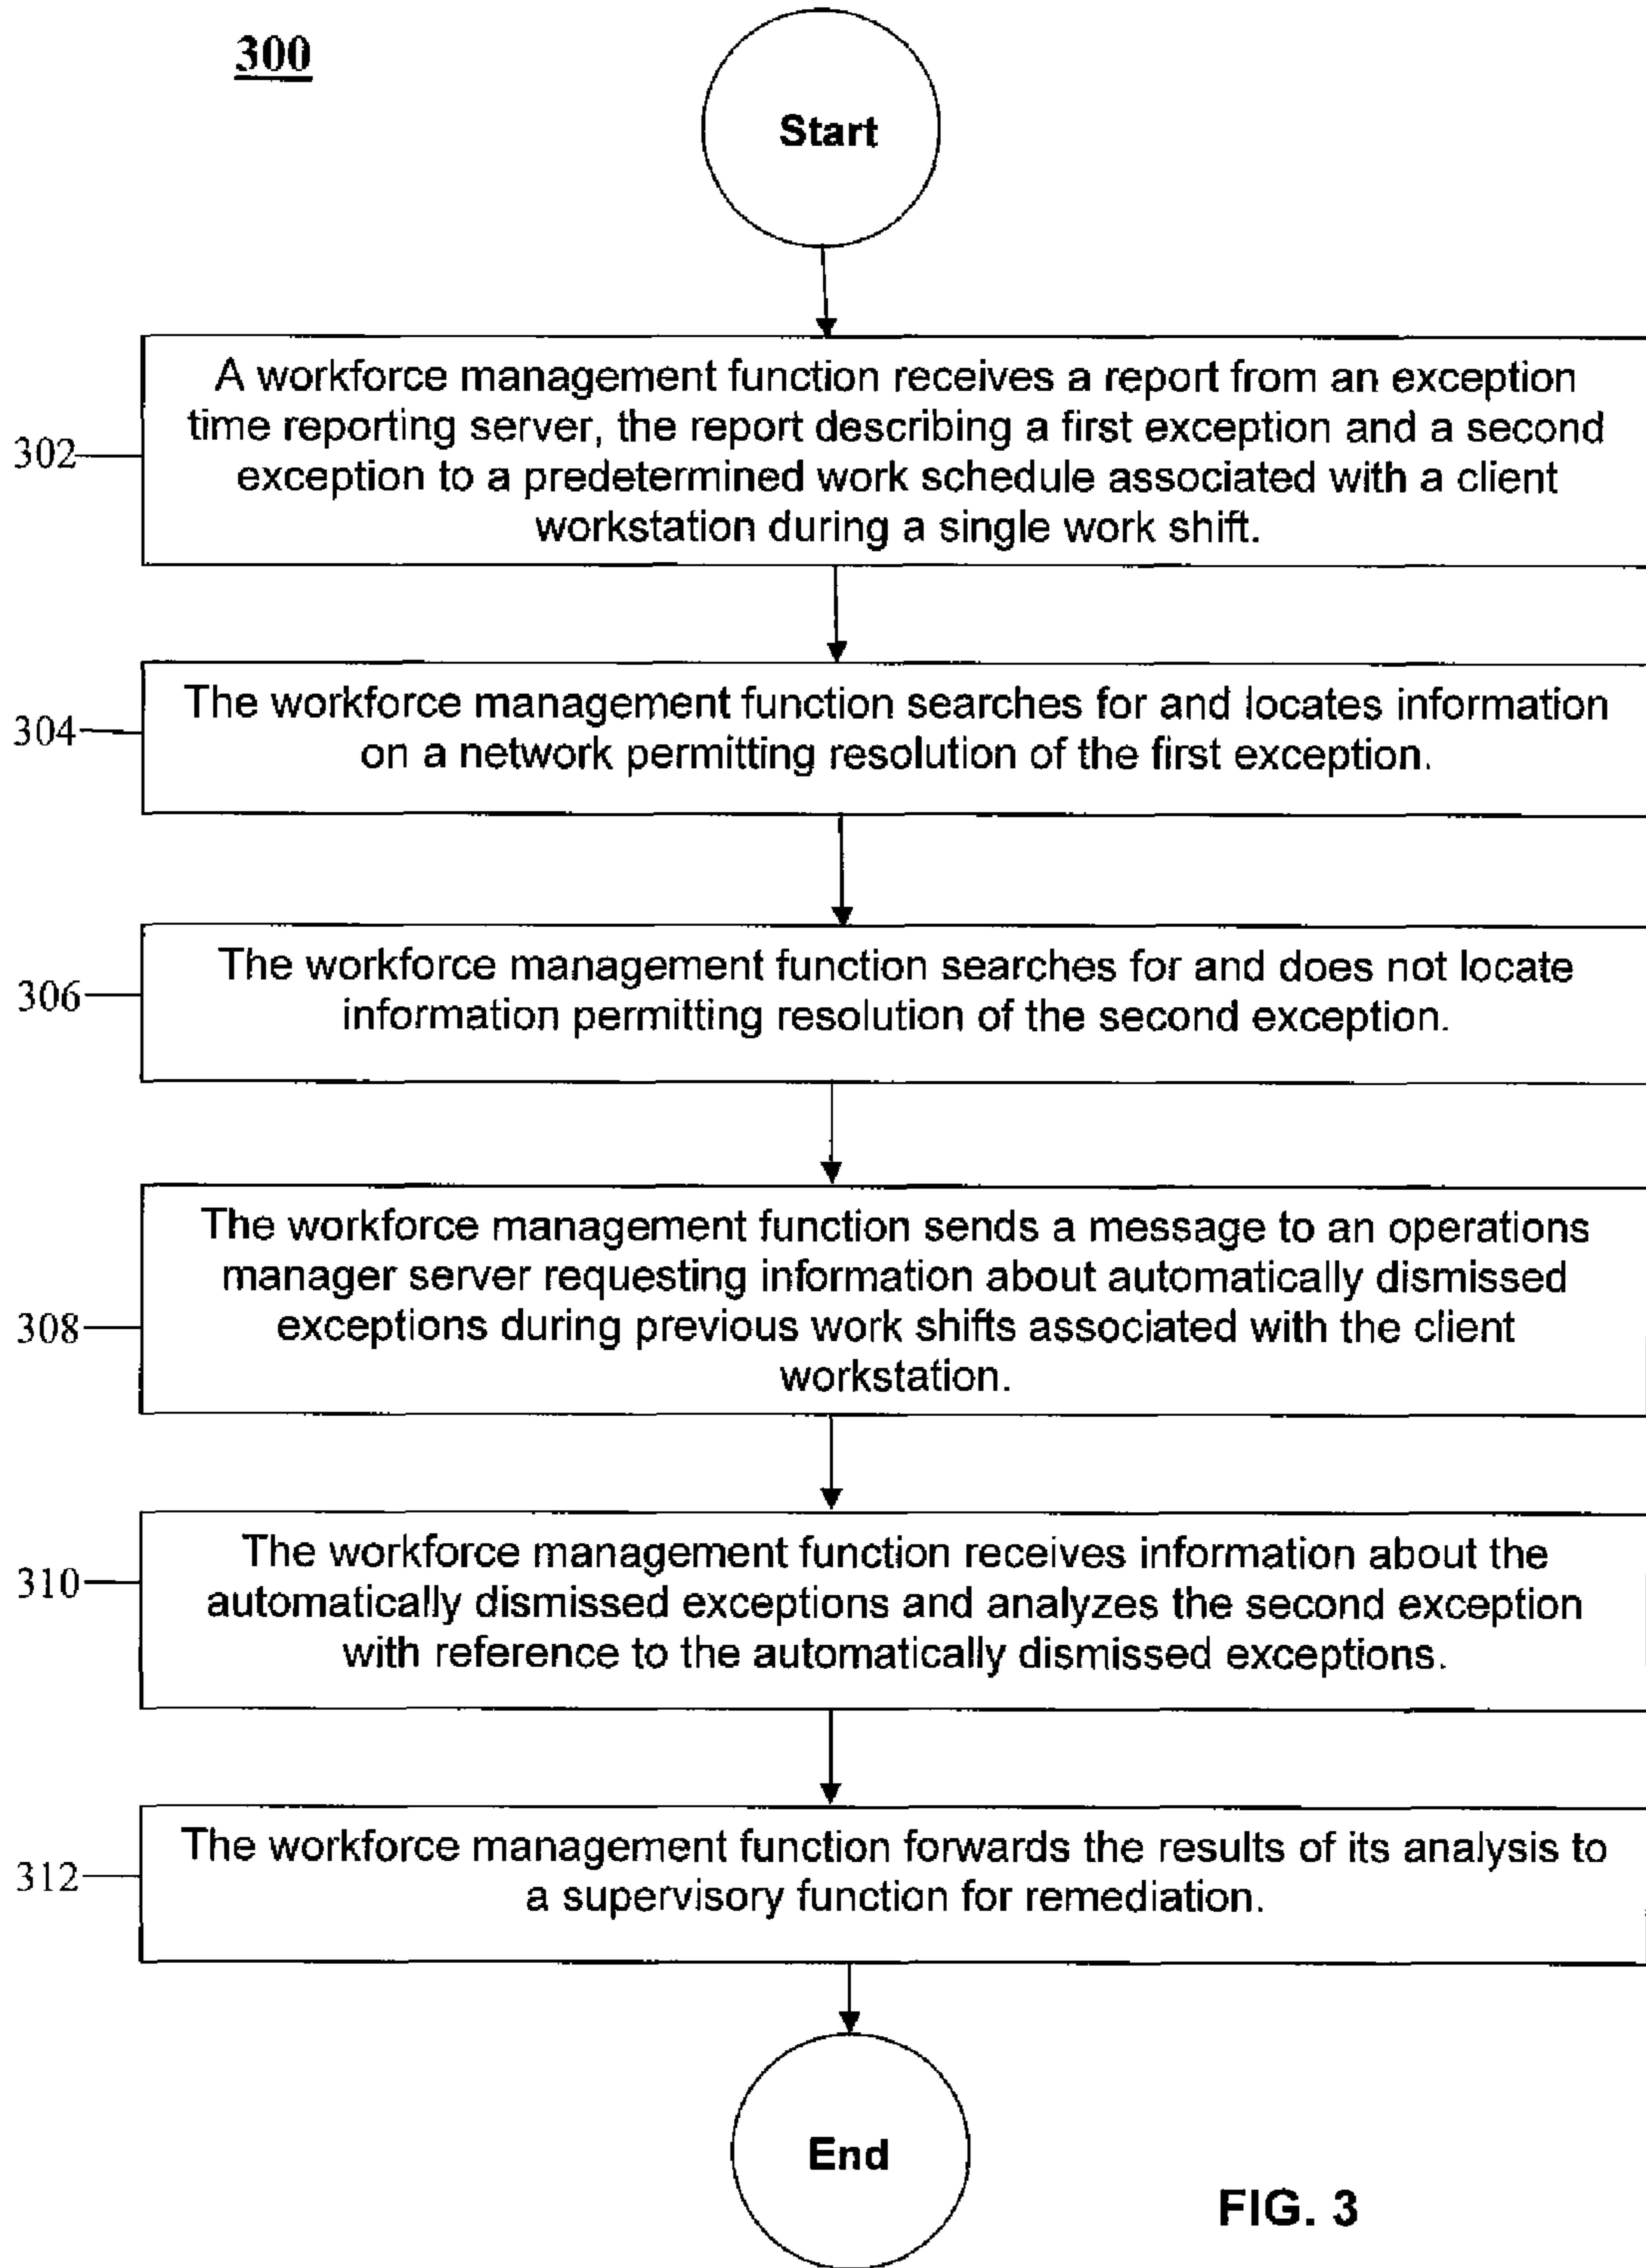 300
Start
302
A workforce management function receives a report from an exception
time reporting server, the report describing a first exception and a second
exception to a predetermined work schedule associated with a client
workstation during a single work shift.
304
The workforce management function searches for and locates information
on a network permitting resolution of the first exception.
306
The workforce management function searches for and does not locate
information permitting resolution of the second exception.
308
The workforce management function sends a message to an operations
manager server requesting information about automatically dismissed
exceptions during previous work shifts associated with the client
workstation.
310
The workforce management function receives information about the
automatically dismissed exceptions and analyzes the second exception
with reference to the automatically dismissed exceptions.
312
The workforce management function forwards the results of its analysis to
a supervisory function for remediation.
End
FIG. 3